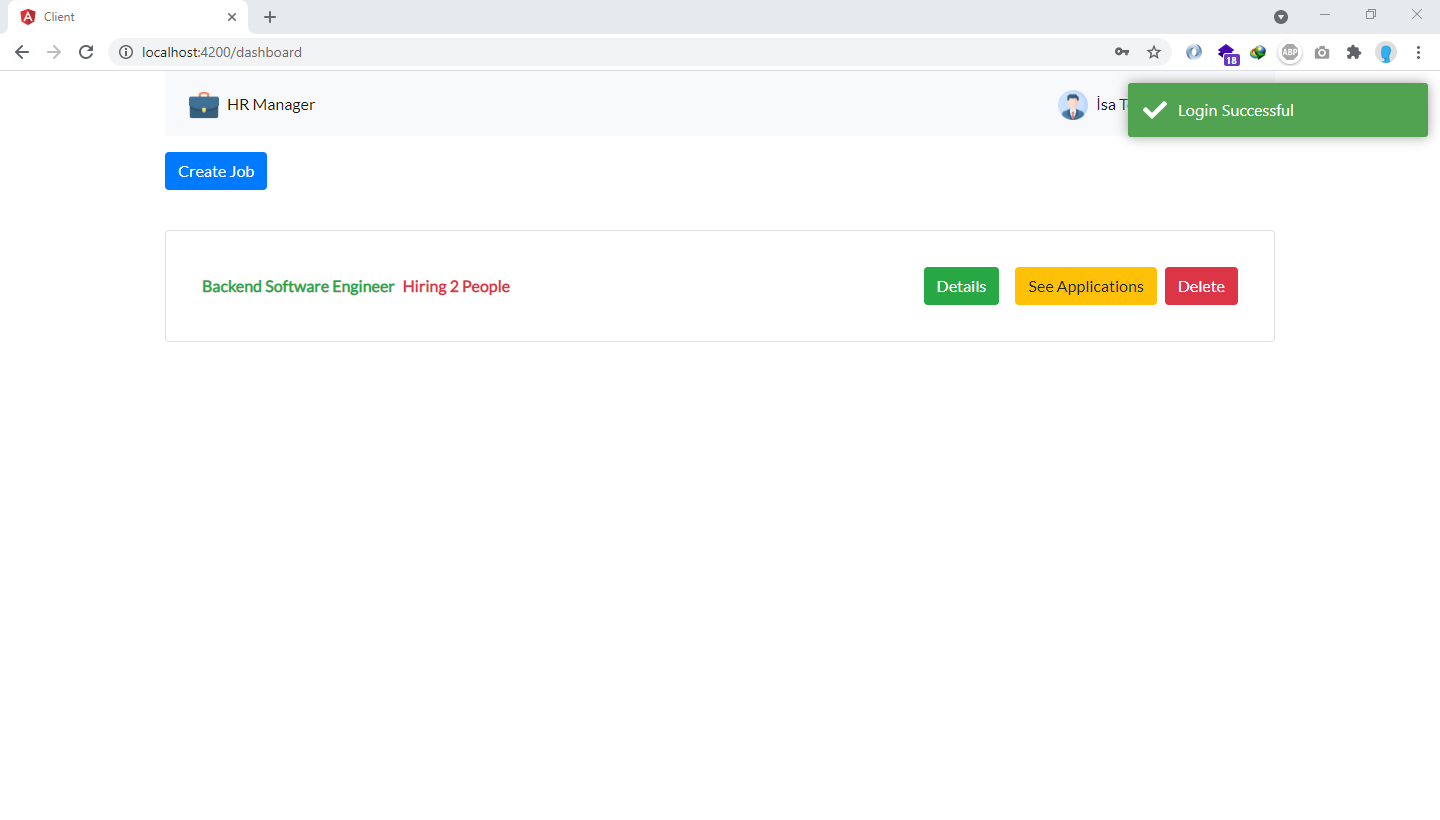 Client
localhost:4200/dashboard
18
ABP
HR Manager
İsa
Login Successful
Create Job
Backend Software Engineer Hiring 2 People
Details
See Applications
Delete